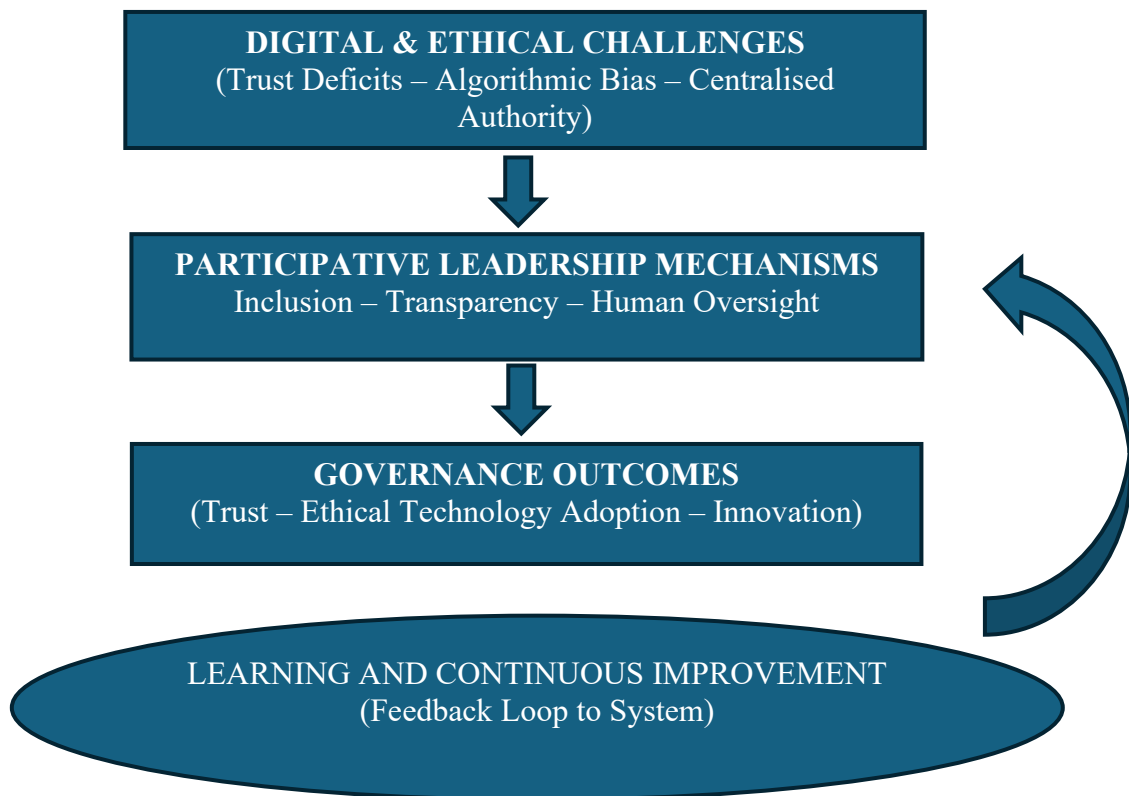 DIGITAL & ETHICAL CHALLENGES
(Trust Deficits – Algorithmic Bias – Centralised
Authority)
PARTICIPATIVE LEADERSHIP MECHANISMS
Inclusion – Transparency – Human Oversight
GOVERNANCE OUTCOMES
(Trust – Ethical Technology Adoption – Innovation)
LEARNING AND CONTINUOUS IMPROVEMENT
(Feedback Loop to System)